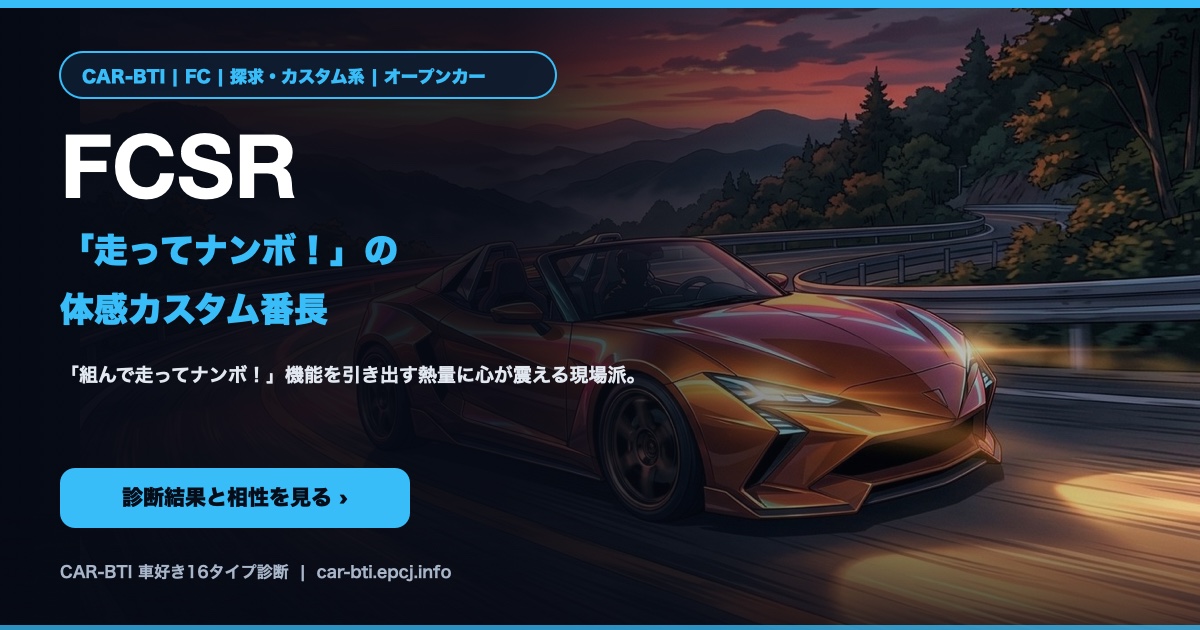 CAR-BTI | FC | 探求・カスタム系 | オープンカー
FCSR
「走ってナンボ！」の
体感カスタム番長
「組んで走ってナンボ！」機能を引き出す熱量に心が震える現場派。
診断結果と相性を見る ›
CAR-BTI 車好き16タイプ診断 | car-bti.epcj.info